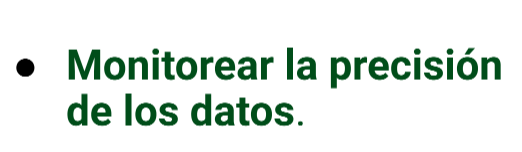 ● Monitorear la precisión
de los datos.